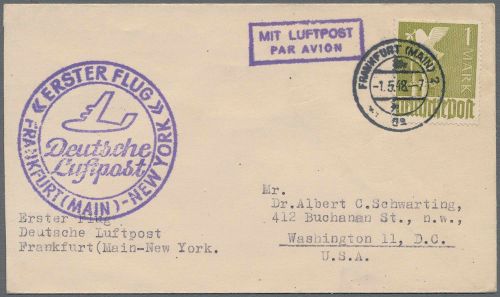 MIT LUFTPOST
PAR AVION
FRANKFURT (MAIN) 2
-1.5.48.-7
1
MARK
Deutsche Post
« ERSTER FLUG »
Deutsche
Luftpost
FRANKFURT (MAIN) - NEW YORK
Erster Flug
Deutsche Luftpost
Frankfurt(Main-New York.
Mr.
Dr.Albert C.Schwarting,
412 Buchanan St., n.w.,
Washington 11, D.C.
U.S.A.